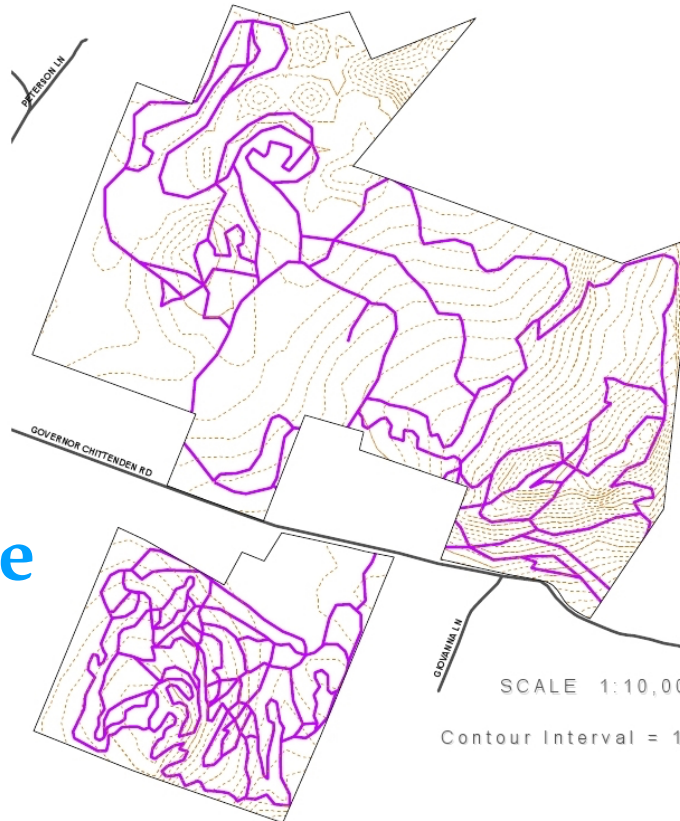 PETERSON LN
GOVERNOR CHITTENDEN RD
e
GIOVANNA LN
SCALE 1:10,00
Contour Interval = 1